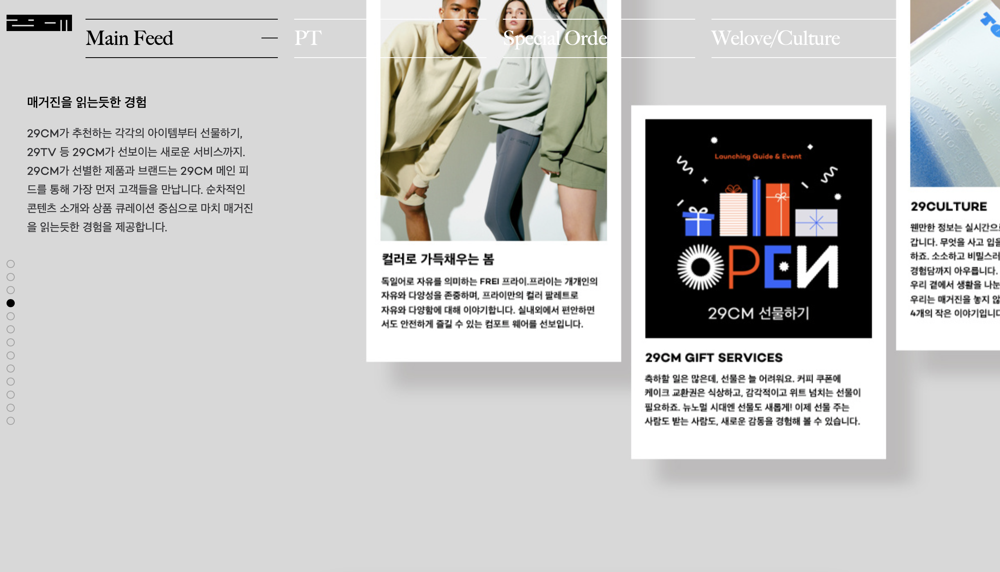 Main Feed
PT
Special Orde
Welove/Culture
매거진을 읽는듯한 경험
29CM가 추천하는 각각의 아이템부터 선물하기,
29TV 등 29CM가 선보이는 새로운 서비스까지.
29CM가 선별한 제품과 브랜드는 29CM 메인 피
드를 통해 가장 먼저 고객들을 만납니다. 순차적인
콘텐츠 소개와 상품 큐레이션 중심으로 마치 매거진
을 읽는듯한 경험을 제공합니다.
컬러로 가득채우는 봄
독일어로 자유를 의미하는 FREI 프라이.프라이는 개개인의
자유와 다양성을 존중하며, 프라이만의 컬러 팔레트로
자유와 다양함에 대해 이야기합니다. 실내외에서 편안하면
서도 안전하게 즐길 수 있는 컴포트 웨어를 선보입니다.
Launching Guide & Event
OPEN
29CM 선물하기
29CM GIFT SERVICES
축하할 일은 많은데, 선물은 늘 어려워요. 커피 쿠폰에
케이크 교환권은 식상하고, 감각적이고 위트 넘치는 선물이
필요하죠. 뉴노멀 시대엔 선물도 새롭게! 이제 선물 주는
사람도 받는 사람도, 새로운 감동을 경험해 볼 수 있습니다.
29CULTURE
웬만한 정보는 실시간으
갑니다. 무엇을 사고 입을
하죠. 소소하고 비밀스러
경험담까지 아우릅니다.
우리 곁에서 생활을 나눈
우리는 매거진을 놓지 않
4개의 작은 이야기입니다